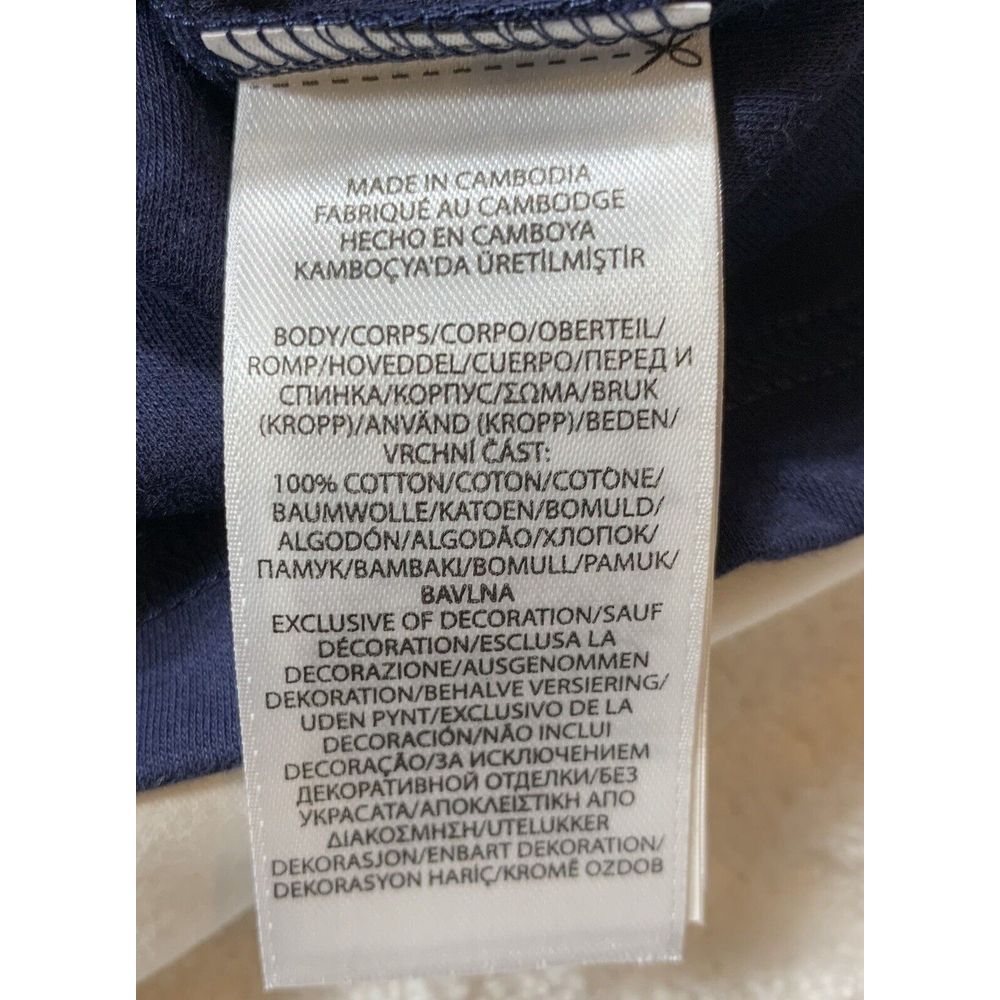 MADE IN CAMBODIA
FABRIQUÉ AU CAMBODGE
HECHO EN CAMBOYA
KAMBOÇYA'DA ÜRETİLMİŞTİR
BODY/CORPS/CORPO/OBERTEIL/
ROMP/HOVEDDEL/CUERPO/ПЕРЕД И
СПИНКА/КОРПУС/ΣΩΜΑ/BRUK
(KROPP)/ANVÄND (KROPP)/BEDEN/
VRCHNÍ ČÁST:
100% COTTON/COTON/COTONE/
BAUMWOLLE/KATOEN/BOMULD/
ALGODÓN/ALGODÃO/ХЛОПОК/
ПАМУК/ΒΑΜΒΑΚΙ/BOMULL/PAMUK/
BAVLNA
EXCLUSIVE OF DECORATION/SAUF
DÉCORATION/ESCLUSA LA
DECORAZIONE/AUSGENOMMEN
DEKORATION/BEHALVE VERSIERING/
UDEN PYNT/EXCLUSIVO DE LA
DECORACIÓN/NÃO INCLUI
DECORAÇÃO/ЗА ИСКЛЮЧЕНИЕМ
ДЕКОРАТИВНОЙ ОТДЕЛКИ/БЕЗ
УКРАСАТА/ΑΠΟΚΛΕΙΣΤΙΚΗ ΑΠΟ
ΔΙΑΚΟΣΜΗΣΗ/UTELUKKER
DEKORASJON/ENBART DEKORATION/
DEKORASYON HARİÇ/KROMĚ OZDOB